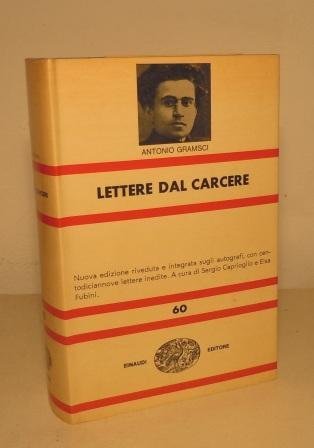 ANTONIO GRAMSCI
LETTERE DAL CARCERE
Nuova edizione riveduta e integrata sugli autografi, con cen-
todiciannove lettere inedite. A cura di Sergio Caprioglio e Elsa
Fubini.
60
EINAUDI EDITORE